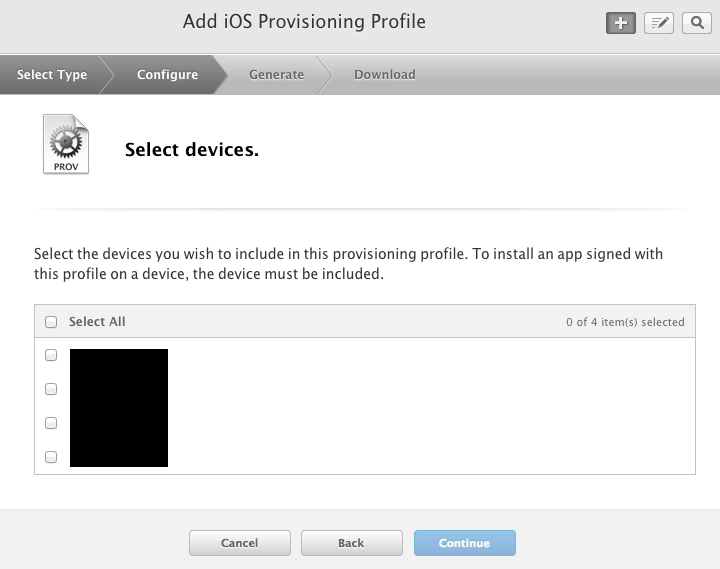 Add iOS Provisioning Profile
Select Type
Configure
Generate
Download
PROV
Select devices.
Select the devices you wish to include in this provisioning profile. To install an app signed with
this profile on a device, the device must be included.
Select All
0 of 4 item(s) selected
Cancel
Back
Continue